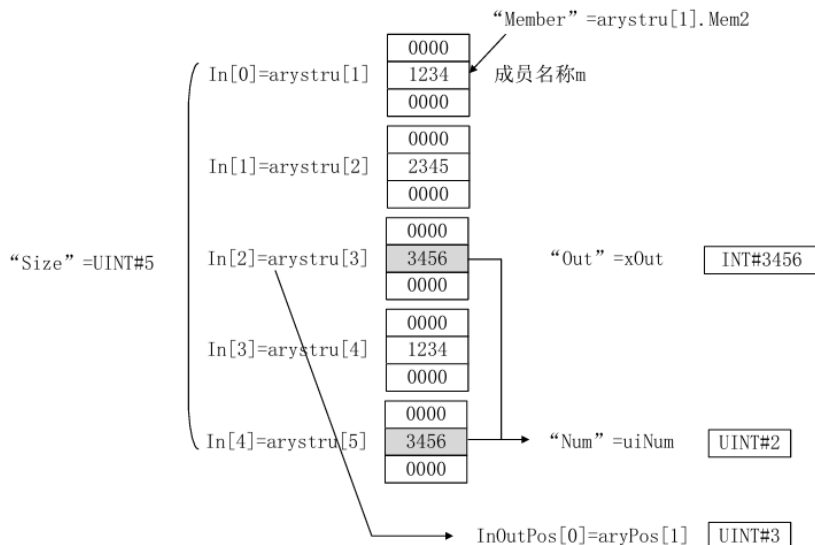 “Member”=arystru[1].Mem2
0000
In[0]=arystru[1] 1234 成员名称m
0000
0000
In[1]=arystru[2] 2345
0000
0000
“Size”=UINT#5 In[2]=arystru[3] 3456 “Out”=xOut INT#3456
0000
0000
In[3]=arystru[4] 1234
0000
0000
In[4]=arystru[5] 3456 “Num”=uiNum UINT#2
0000
InOutPos[0]=aryPos[1] UINT#3